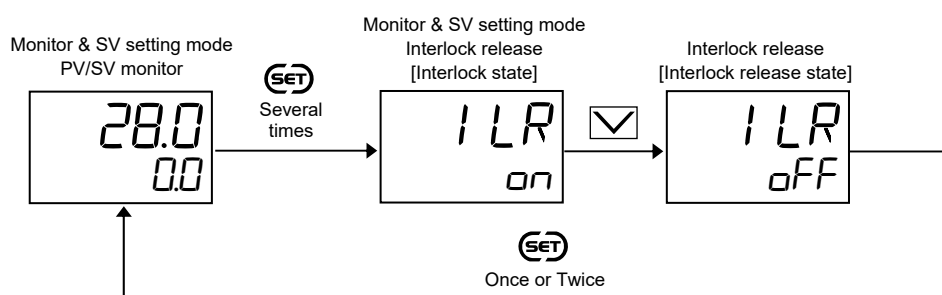 Monitor & SV setting mode
PV/SV monitor
28.0
0.0
SET
Several
times
Monitor & SV setting mode
Interlock release
[Interlock state]
ILR
on
Interlock release
[Interlock release state]
ILR
oFF
SET
Once or Twice